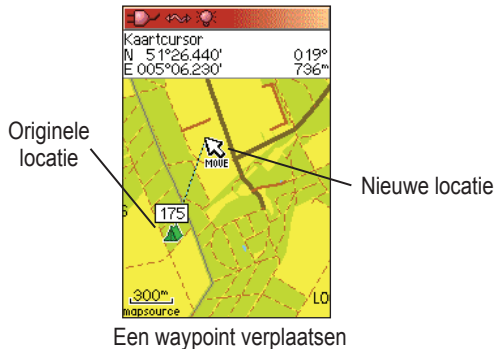 Kaartcursor
N 51°26.440' 019°
E 005°06.230' 736m
Originele
locatie
MOVE
Nieuwe locatie
175
300m
LO
mapsource
Een waypoint verplaatsen